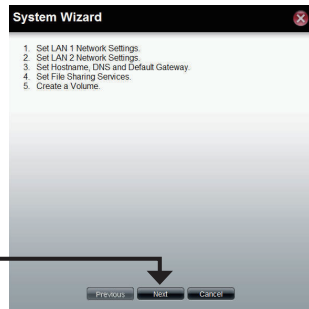 System Wizard
1. Set LAN 1 Network Settings.
2. Set LAN 2 Network Settings.
3. Set Hostname, DNS and Default Gateway.
4. Set File Sharing Services.
5. Create a Volume.
Previous Next Cancel